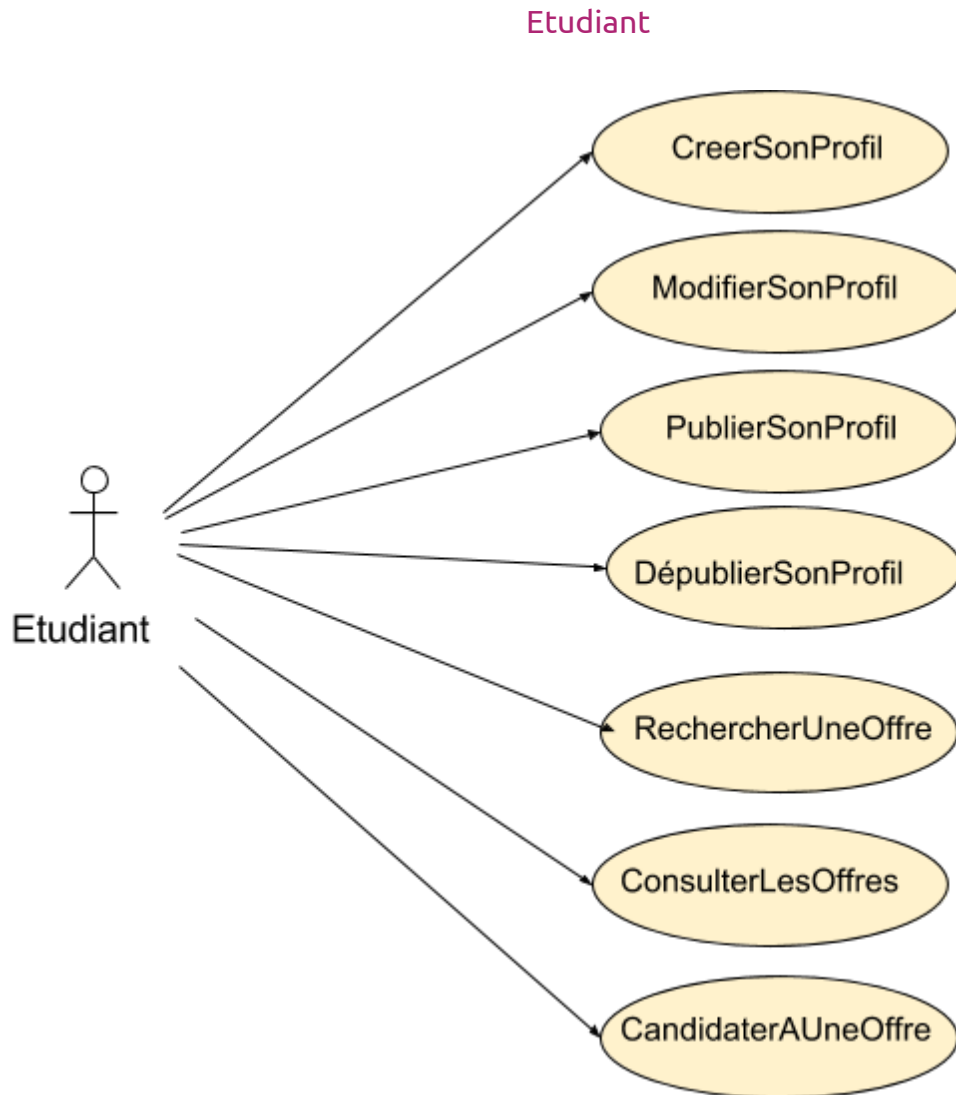 Etudiant
CreerSonProfil
ModifierSonProfil
PublierSonProfil
DépublierSonProfil
Etudiant
RechercherUneOffre
ConsulterLesOffres
CandidaterAUneOffre